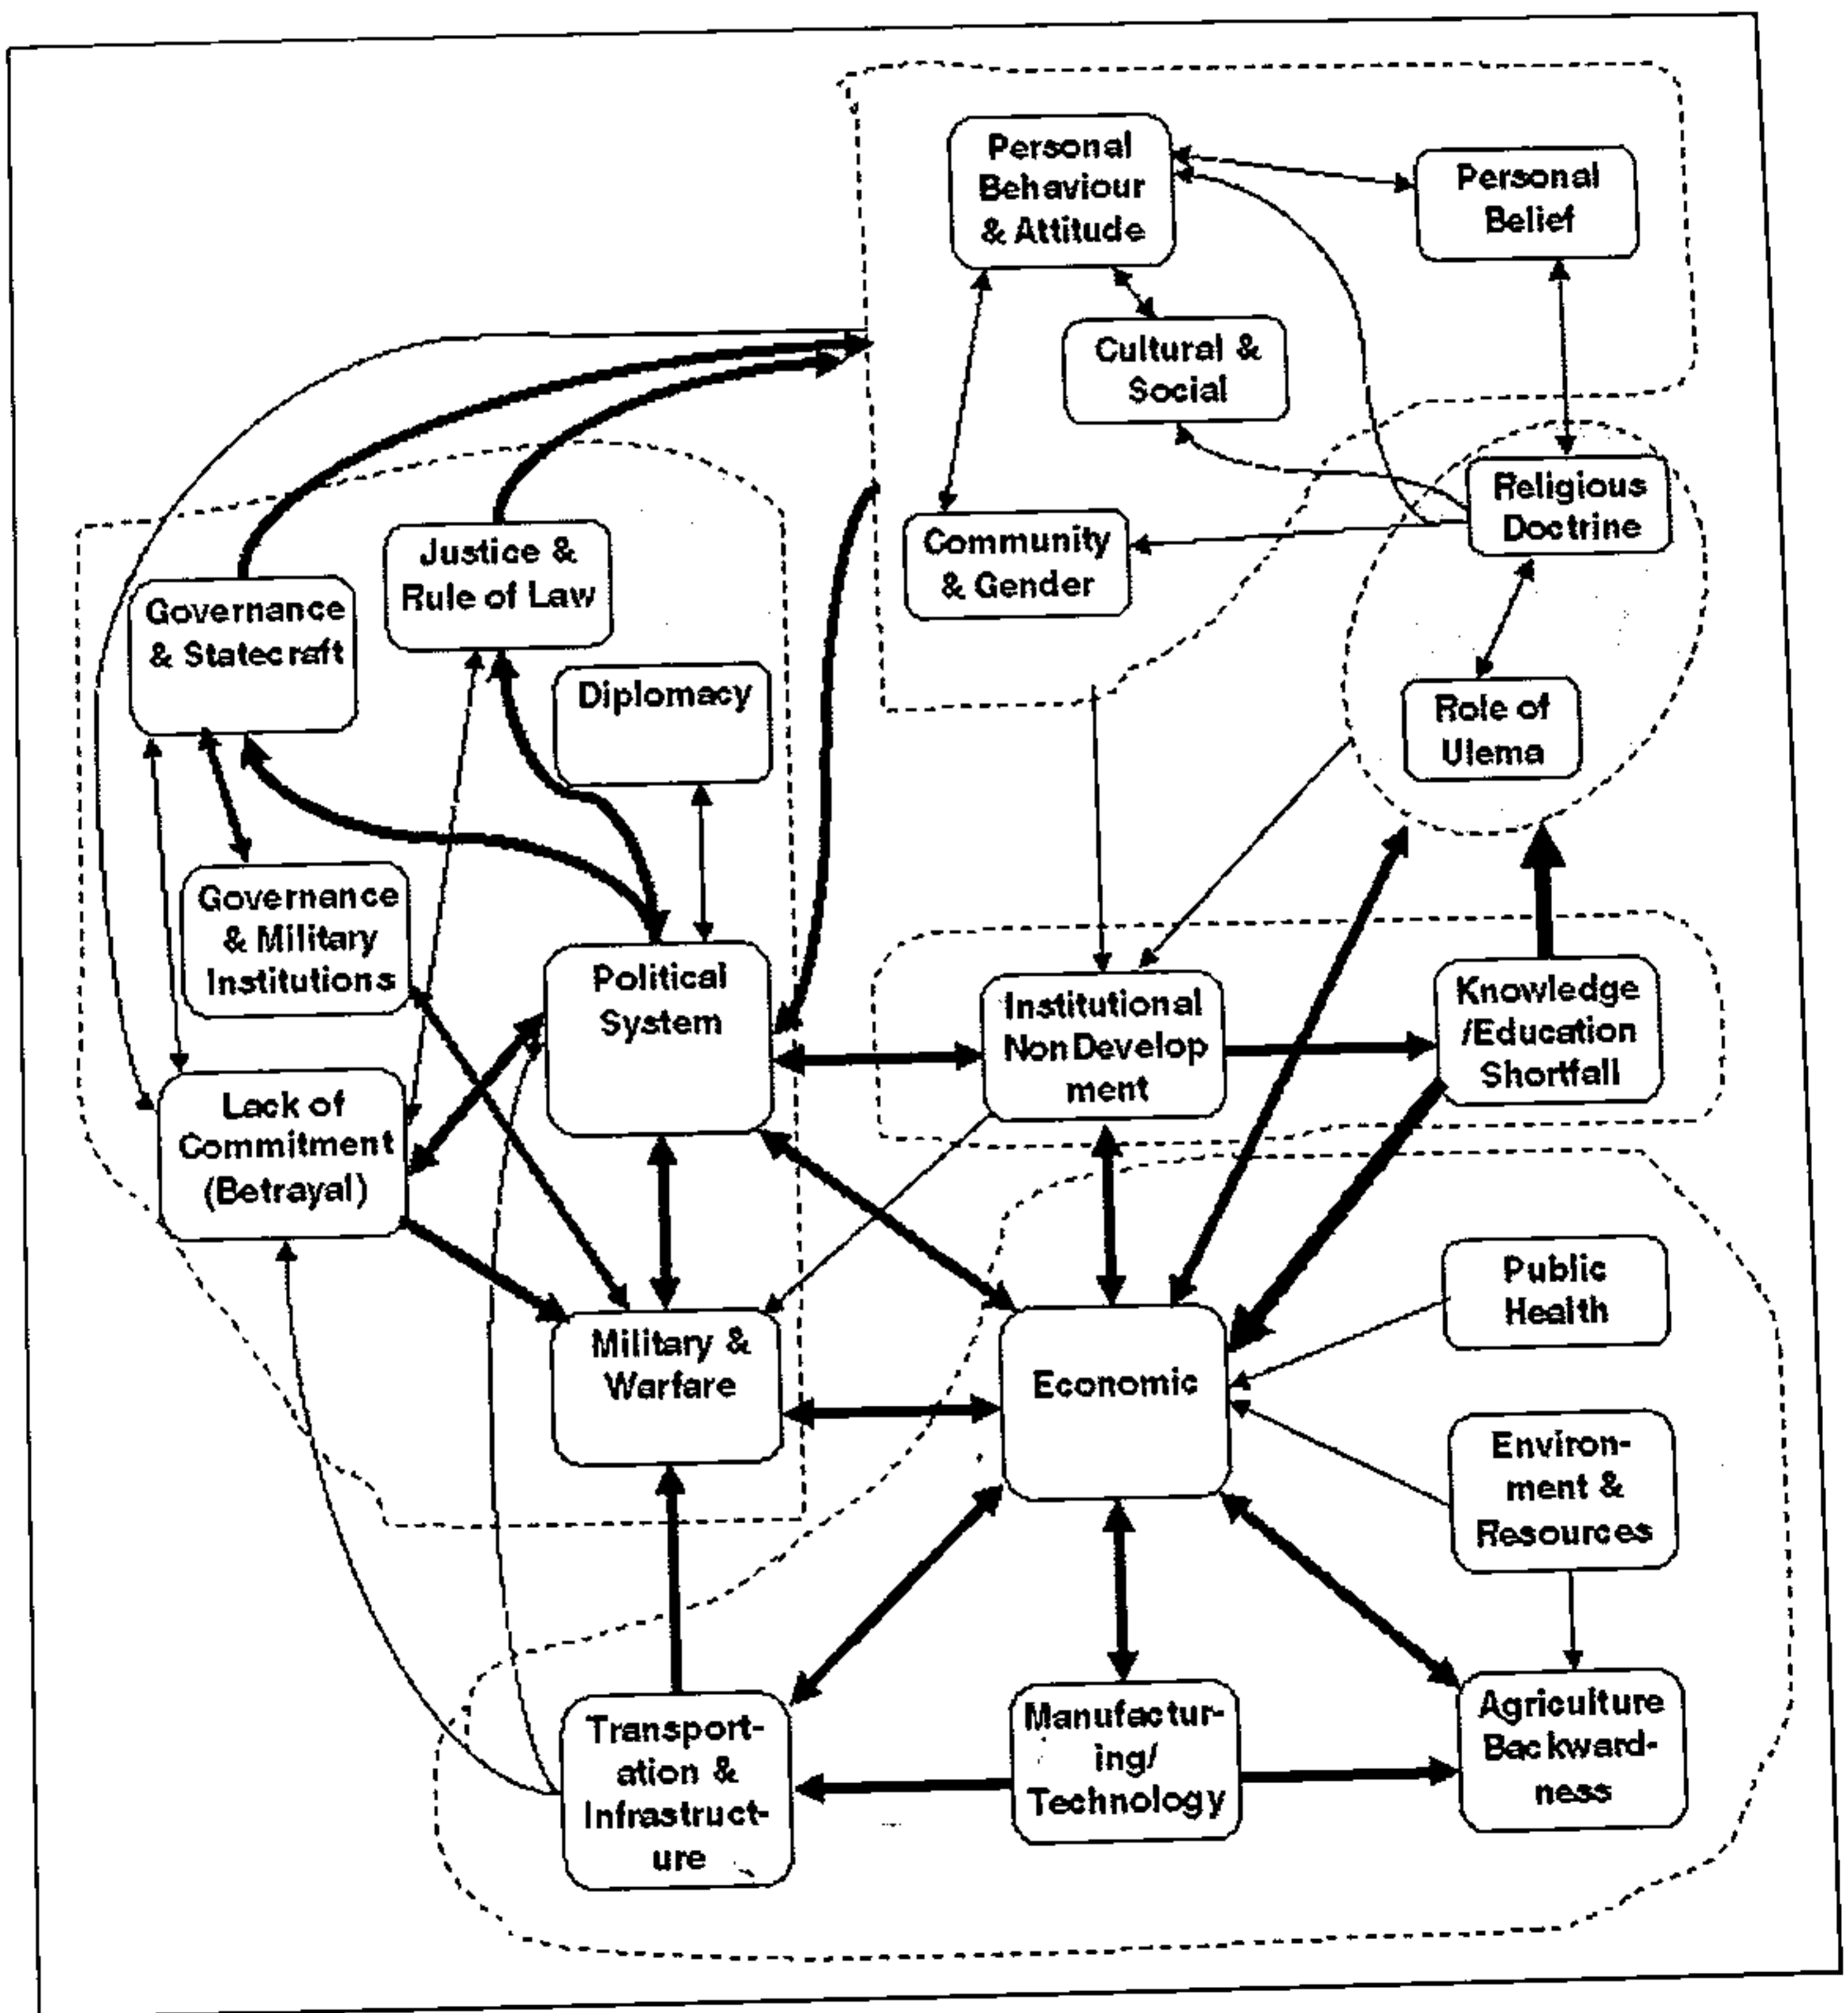 Personal
Behaviour
& Attitude
Personal
Belief
Cultural &
Social
Religious
Doctrine
Community
& Gender
Justice &
Rule of Law
Governance
& Statecraft
Diplomacy
Role of
Ulema
Governance
& Military
Institutions
Political
System
Institutional
NonDevelop
ment
Knowledge
/Education
Shortfall
Lack of
Commitment
(Betrayal)
Public
Health
Military &
Warfare
Economic
Environ-
ment &
Resources
Transport-
ation &
Infrastruct-
ure
Manufactur-
ing/
Technology
Agriculture
Backward-
ness